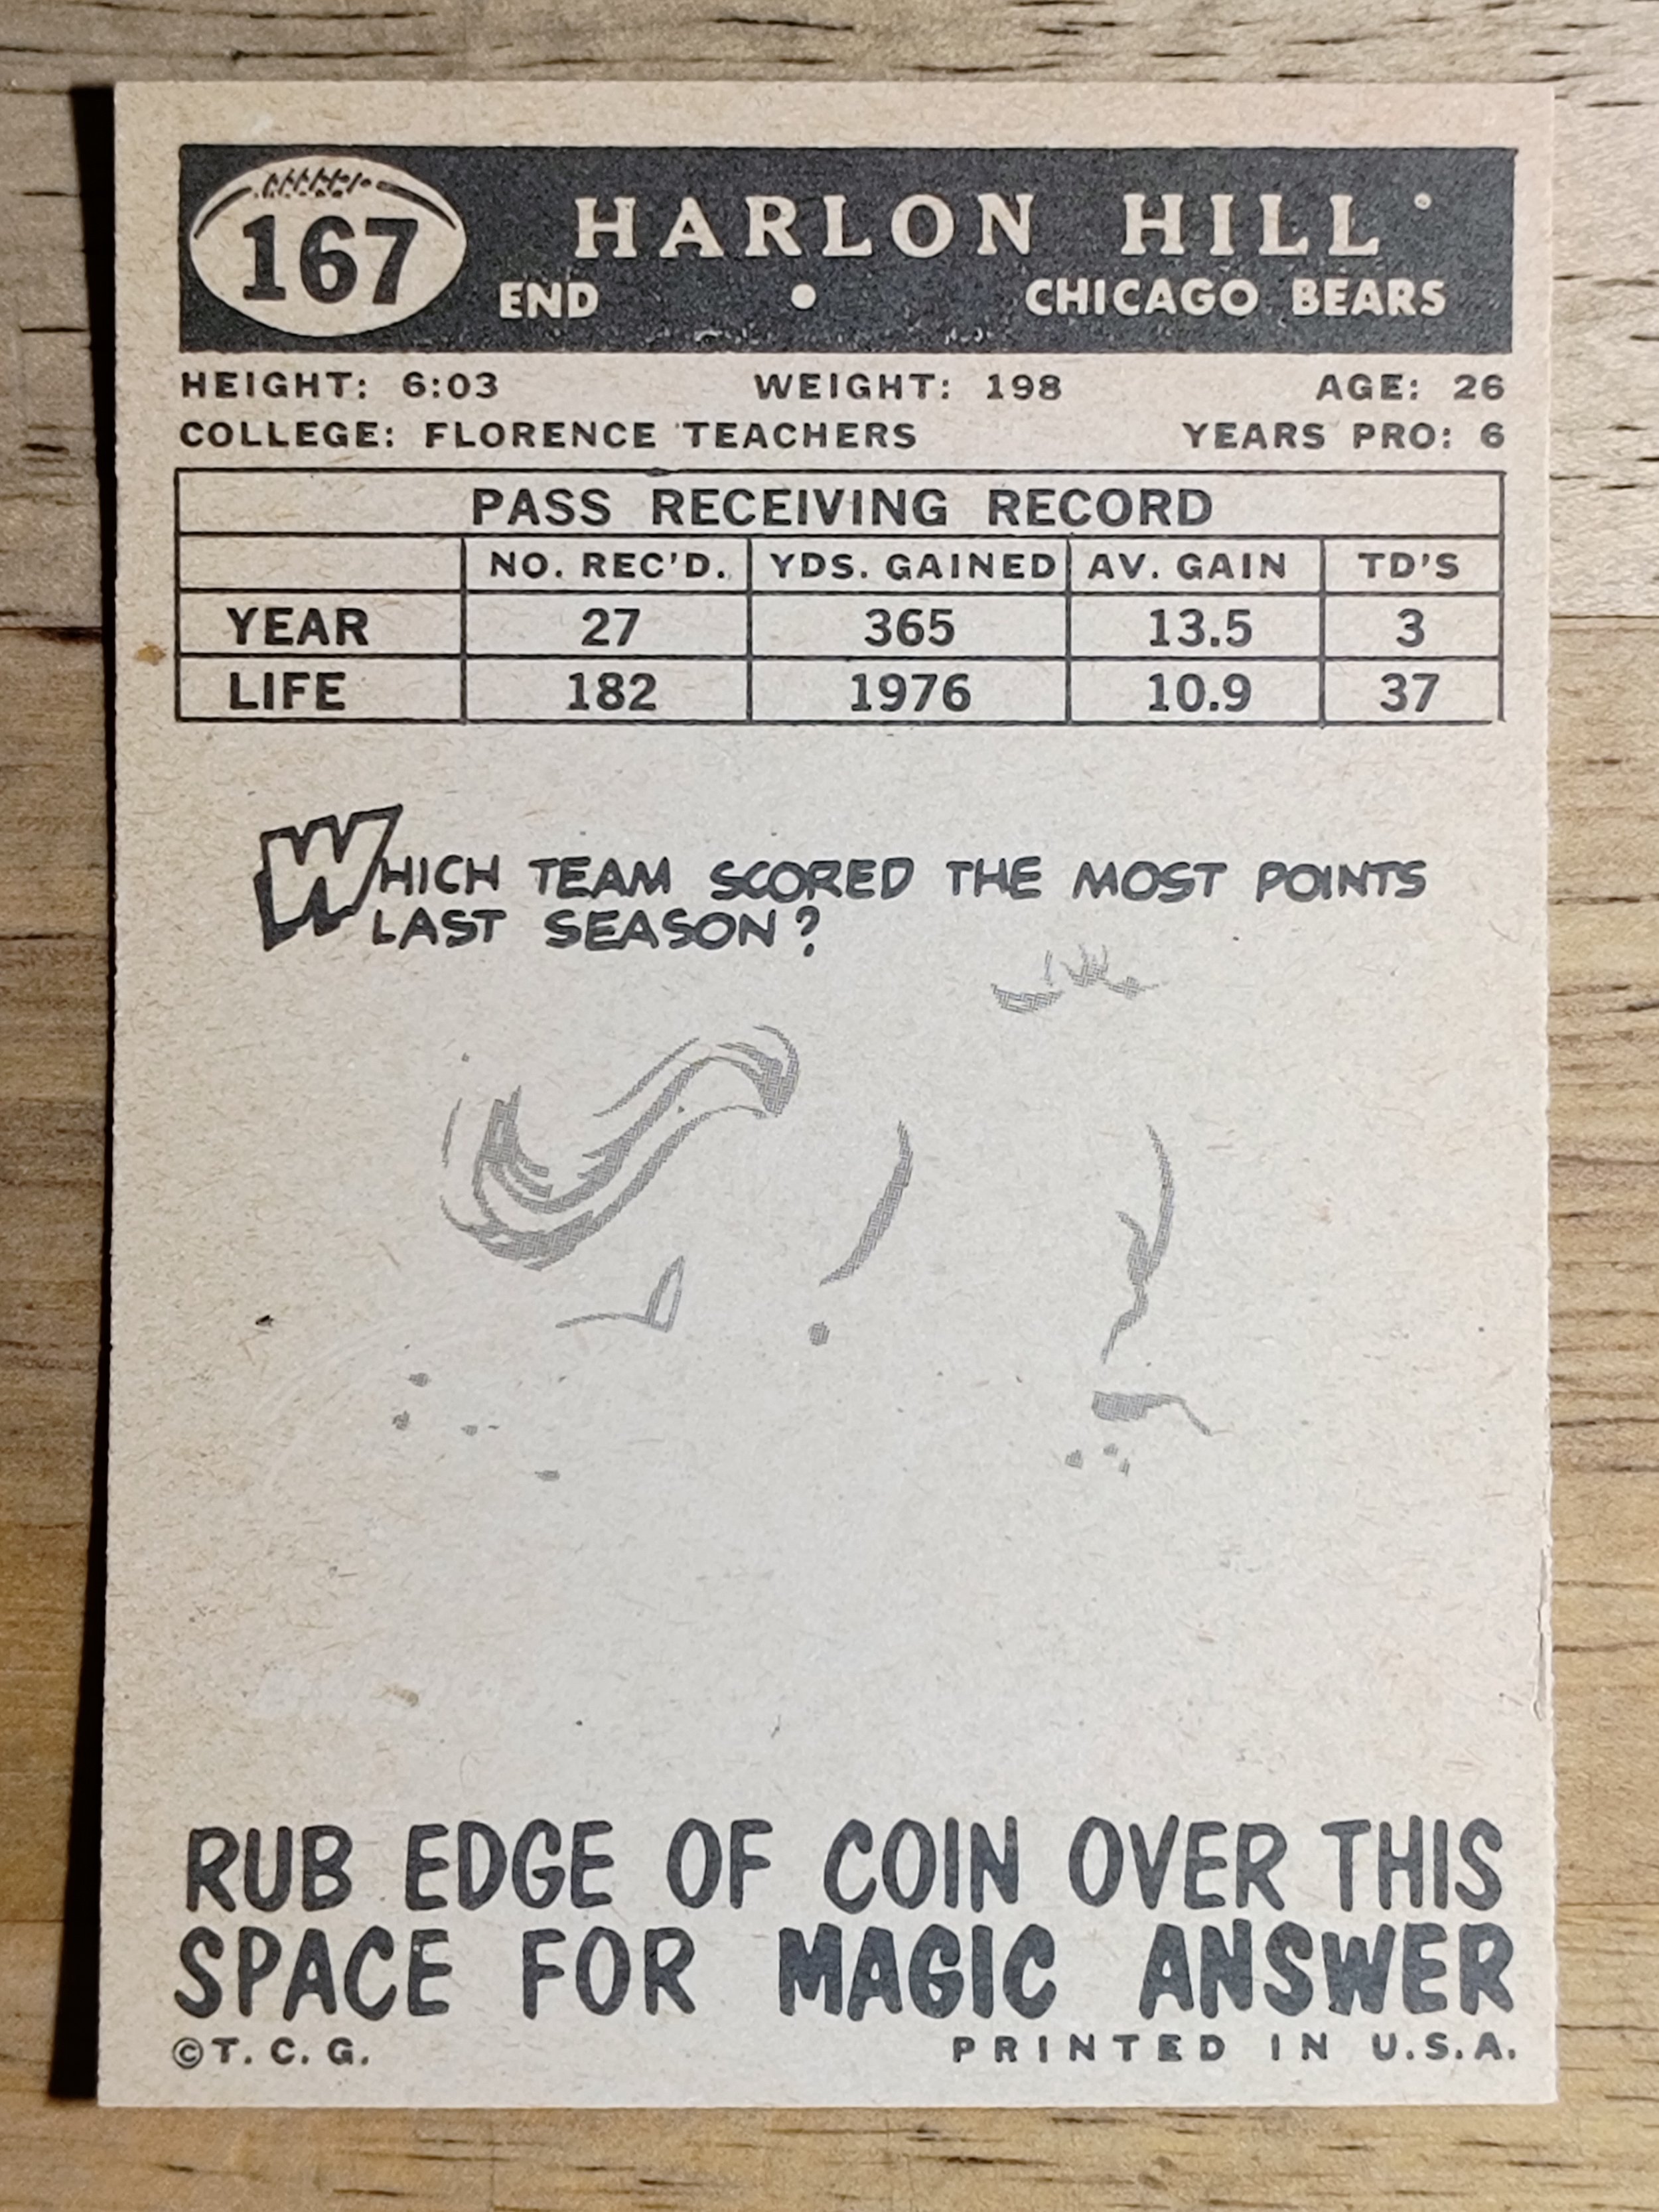 167
HARLON HILL
END • CHICAGO BEARS
HEIGHT: 6:03 WEIGHT: 198 AGE: 26
COLLEGE: FLORENCE TEACHERS YEARS PRO: 6
PASS RECEIVING RECORD
NO. REC'D. YDS. GAINED AV. GAIN TD'S
YEAR 27 365 13.5 3
LIFE 182 1976 10.9 37
WHICH TEAM SCORED THE MOST POINTS
LAST SEASON?
RUB EDGE OF COIN OVER THIS
SPACE FOR MAGIC ANSWER
©T. C. G. PRINTED IN U.S.A.